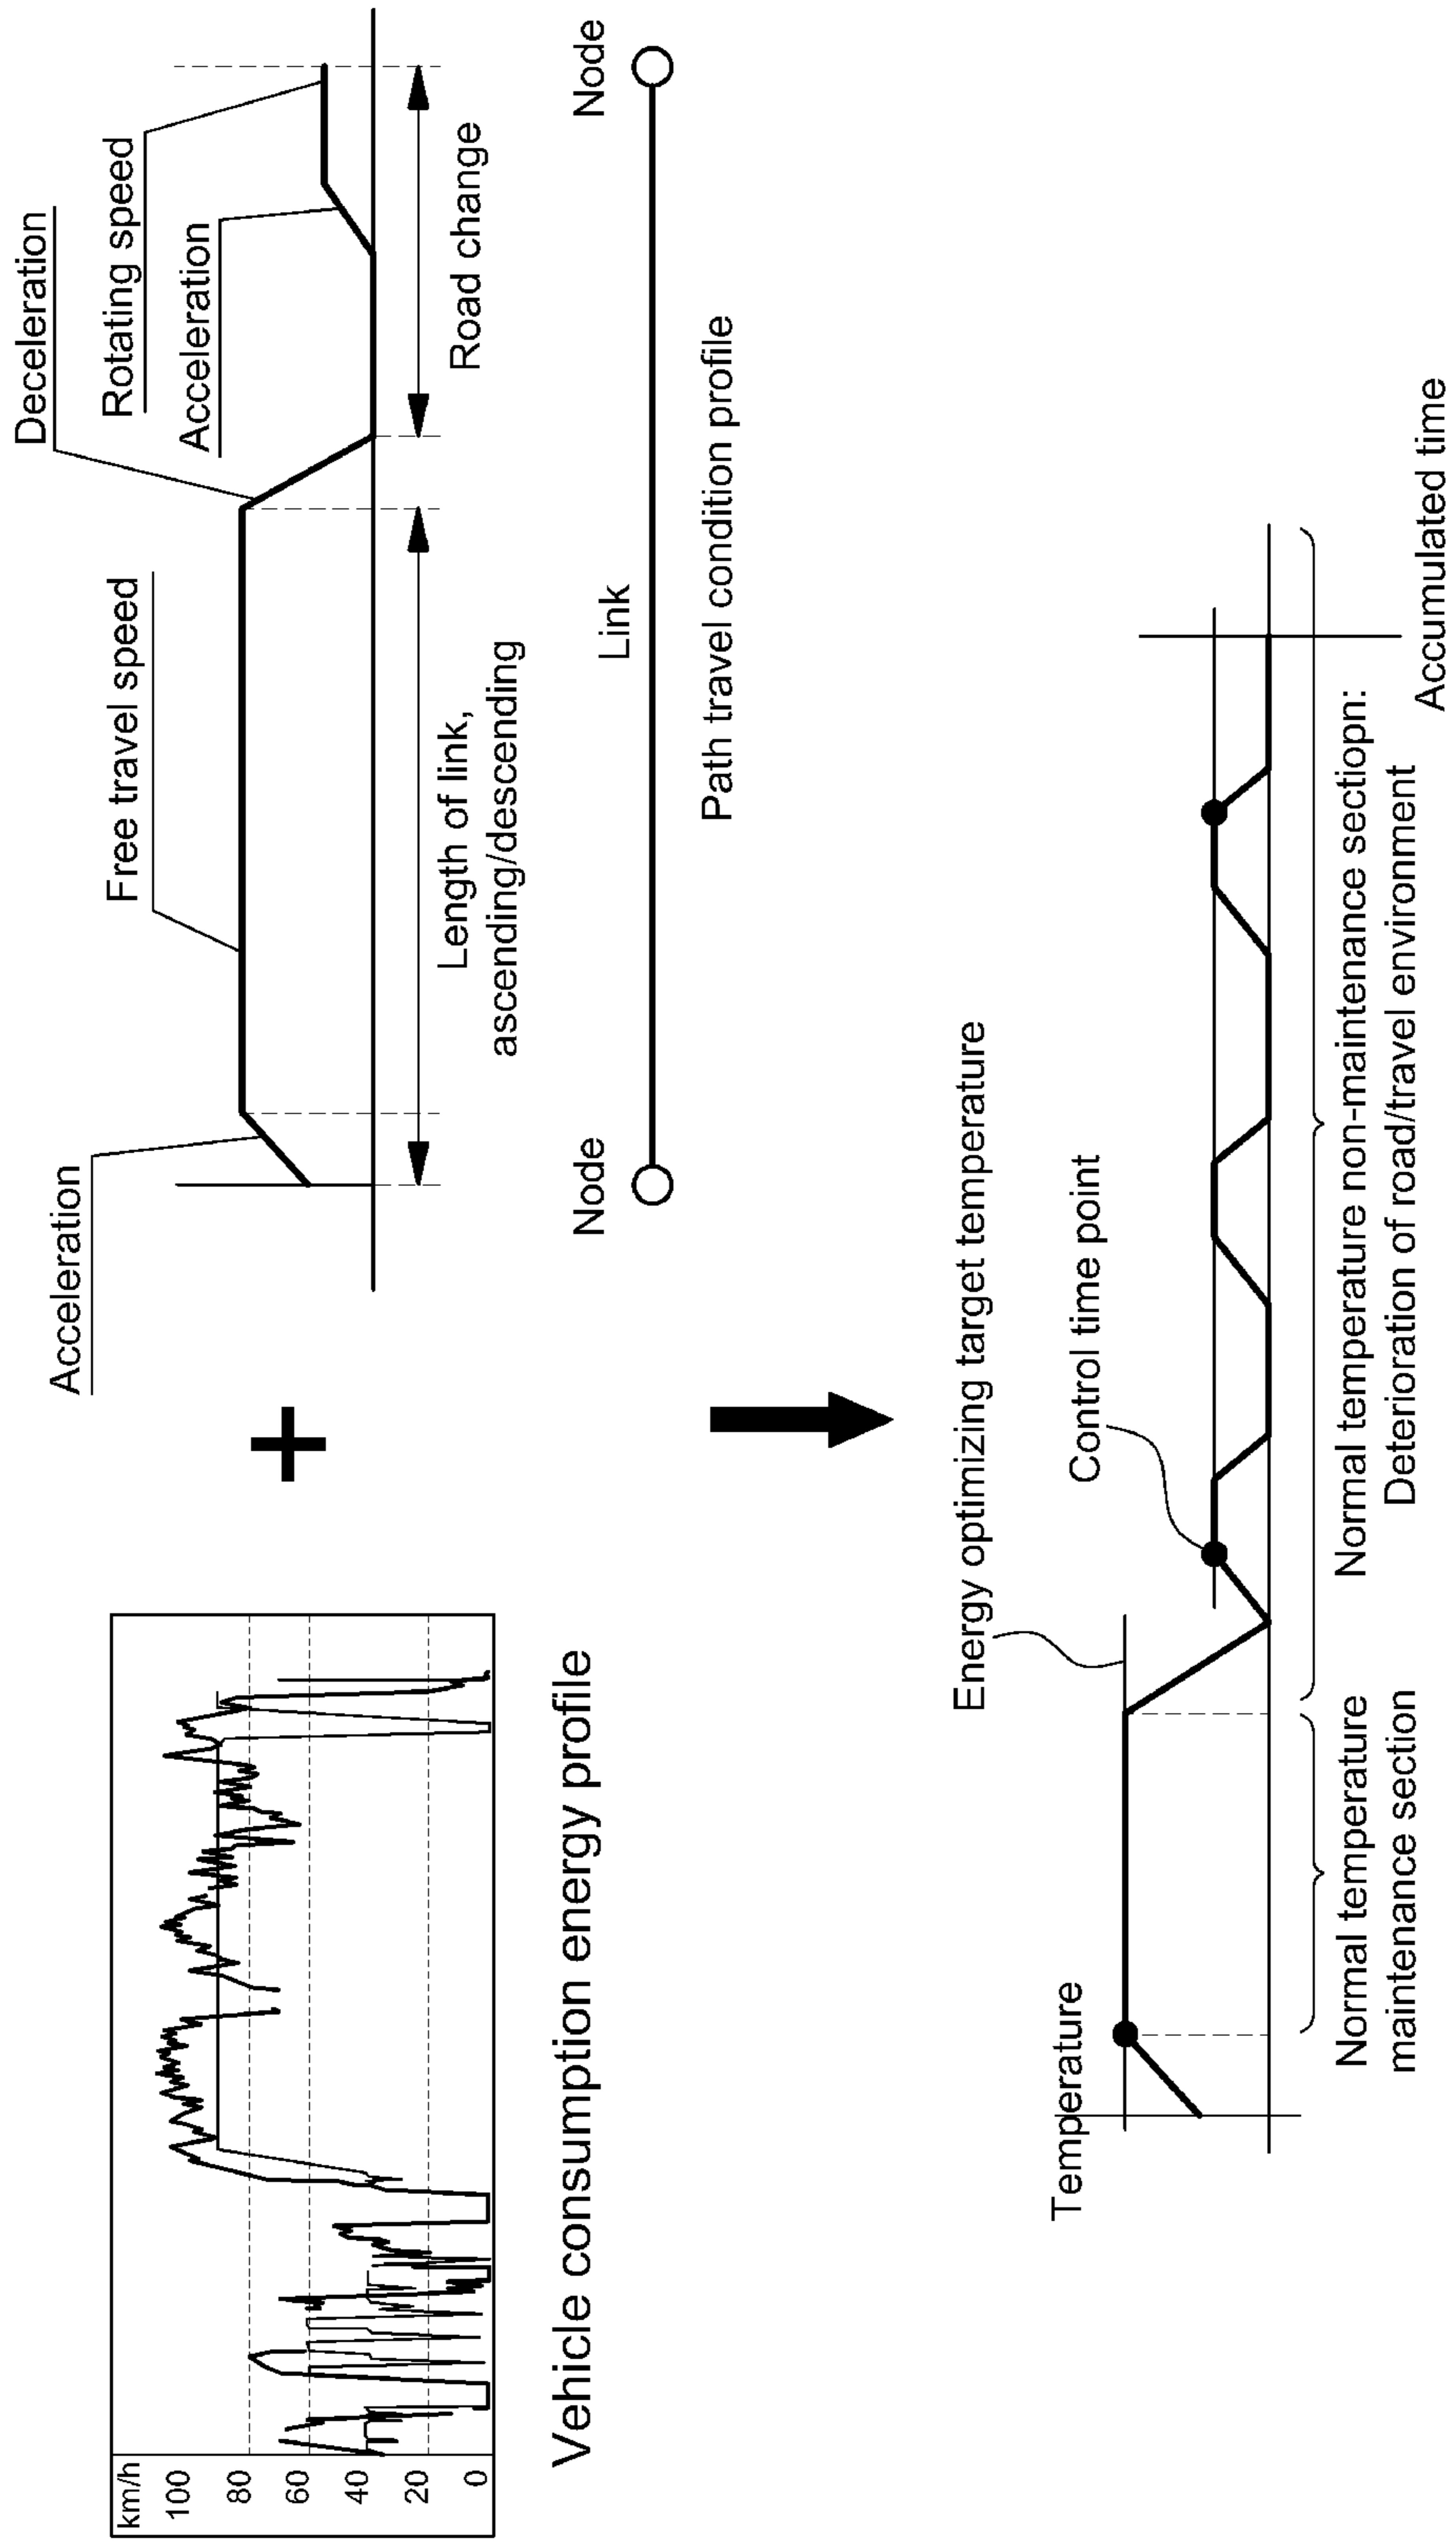 km/h
100
80
60
40
20
0
Vehicle consumption energy profile
+
Acceleration
Free travel speed
Deceleration
Rotating speed
Acceleration
Length of link,
ascending/descending
Road change
Node
Link
Node
Path travel condition profile
Temperature
Energy optimizing target temperature
Control time point
Normal temperature
maintenance section
Normal temperature non-maintenance sectiopn:
Deterioration of road/travel environment
Accumulated time